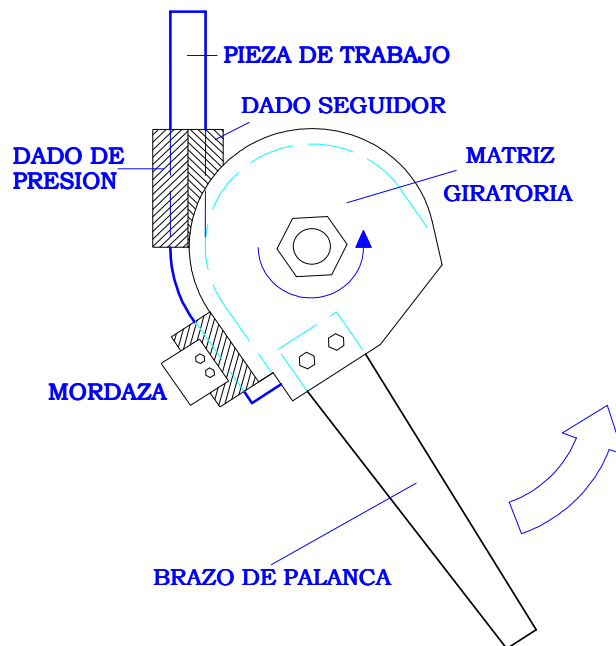 PIEZA DE TRABAJO
DADO SEGUIDOR
DADO DE
PRESION
MATRIZ
GIRATORIA
MORDAZA
BRAZO DE PALANCA